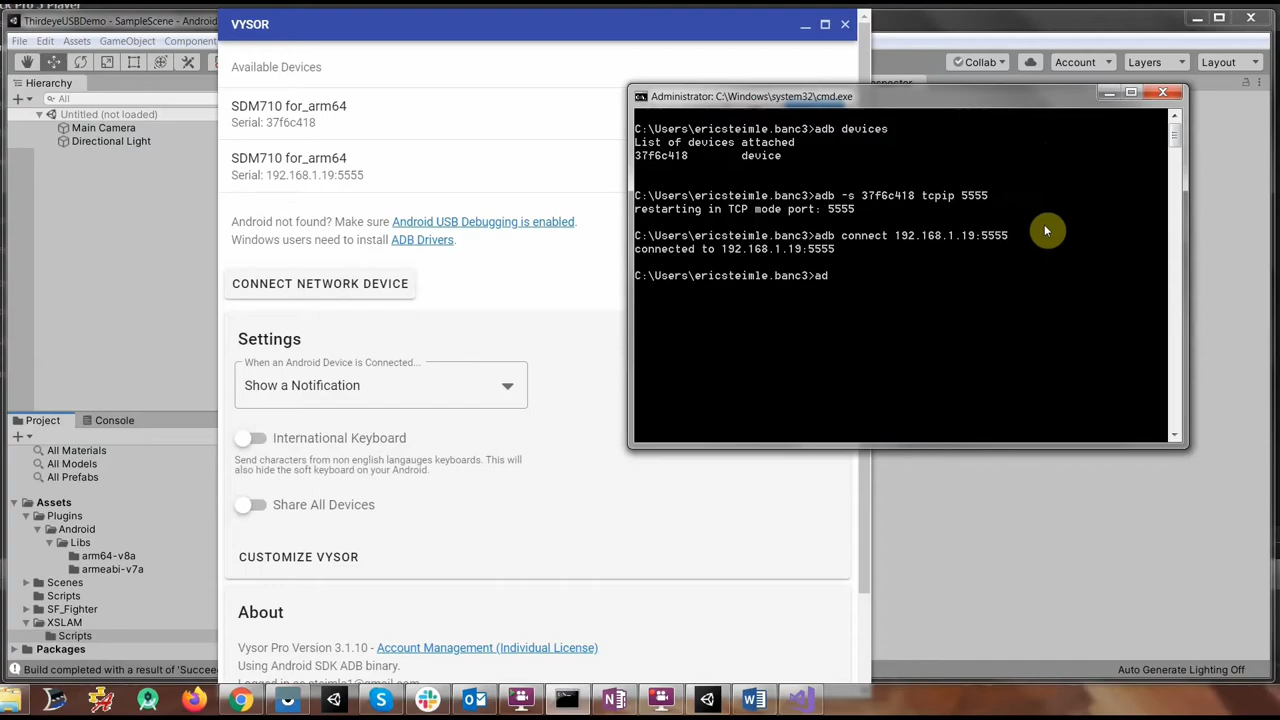 ThirdeyeUSBDemo - SampleScene - Android
File Edit Assets GameObject Component
Collab Account Layers Layout
Hierarchy
All
Untitled (not loaded)
Main Camera
Directional Light
VYSOR
Available Devices
SDM710 for_arm64
Serial: 37f6c418
SDM710 for_arm64
Serial: 192.168.1.19:5555
Android not found? Make sure Android USB Debugging is enabled.
Windows users need to install ADB Drivers.
CONNECT NETWORK DEVICE
Settings
When an Android Device is Connected...
Show a Notification
International Keyboard
Send characters from non english langauges keyboards. This will
also hide the soft keyboard on your Android.
Share All Devices
CUSTOMIZE VYSOR
About
Vysor Pro Version 3.1.10 - Account Management (Individual License)
Using Android SDK ADB binary.
Administrator: C:\Windows\system32\cmd.exe
C:\Users\ericsteimle.banc3>adb devices
List of devices attached
37f6c418 device
C:\Users\ericsteimle.banc3>adb -s 37f6c418 tcpip 5555
restarting in TCP mode port: 5555
C:\Users\ericsteimle.banc3>adb connect 192.168.1.19:5555
connected to 192.168.1.19:5555
C:\Users\ericsteimle.banc3>ad
Project Console
All Materials
All Models
All Prefabs
Assets
Plugins
Android
Libs
arm64-v8a
armeabi-v7a
Scenes
Scripts
SF_Fighter
XSLAM
Scripts
Packages
Build completed with a result of 'Succee
Auto Generate Lighting Off